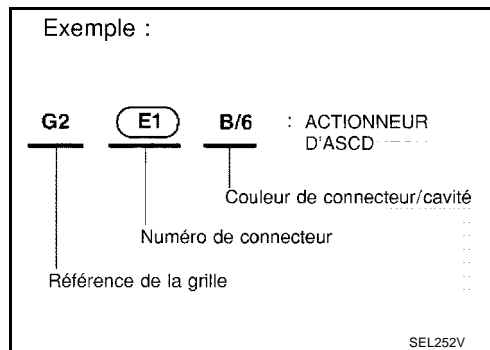 Exemple :
G2 E1 B/6 : ACTIONNEUR
D'ASCD
Couleur de connecteur/cavité
Numéro de connecteur
Référence de la grille
SEL252V